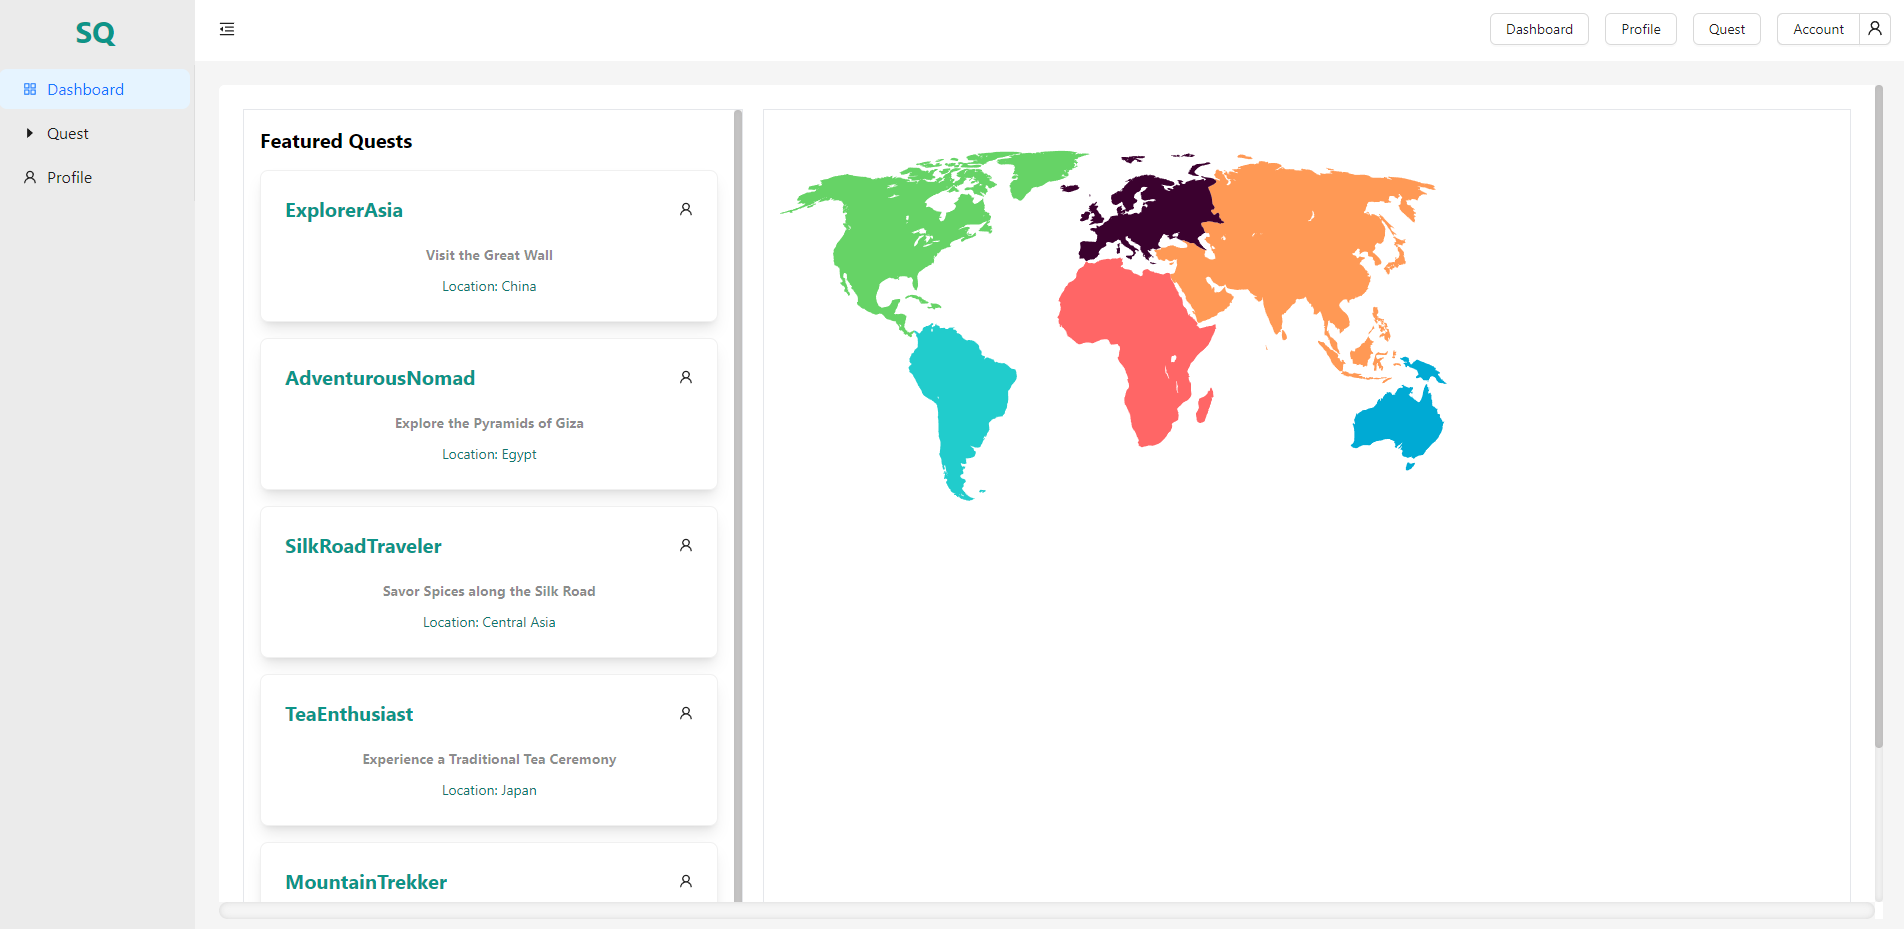 SQ
Dashboard
Quest
Profile
Dashboard
Profile
Quest
Account
Featured Quests
ExplorerAsia
Visit the Great Wall
Location: China
AdventurousNomad
Explore the Pyramids of Giza
Location: Egypt
SilkRoadTraveler
Savor Spices along the Silk Road
Location: Central Asia
TeaEnthusiast
Experience a Traditional Tea Ceremony
Location: Japan
MountainTrekker